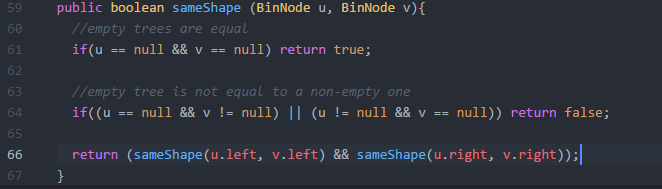 59 public boolean sameShape (BinNode u, BinNode v){
60 //empty trees are equal
61 if(u == null && v == null) return true;
62
63 //empty tree is not equal to a non-empty one
64 if((u == null && v != null) || (u != null && v == null)) return false;
65
66 return (sameShape(u.left, v.left) && sameShape(u.right, v.right));
67 }